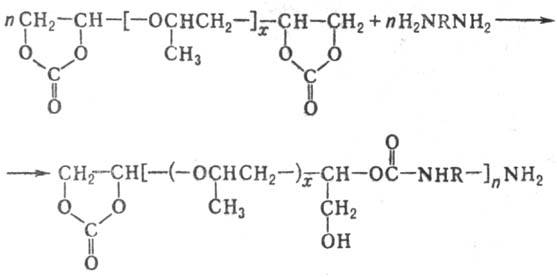 nCH₂—CH—[—OCHCH₂—]ₓ—CH—CH₂ + nH₂NRNH₂ ⟶
O O CH₃ O O
C C
O O
⟶ CH₂—CH[—(—OCHCH₂—)ₓ—CH—OC—NHR—]ₙNH₂
O
O O CH₃ CH₂
C OH
O